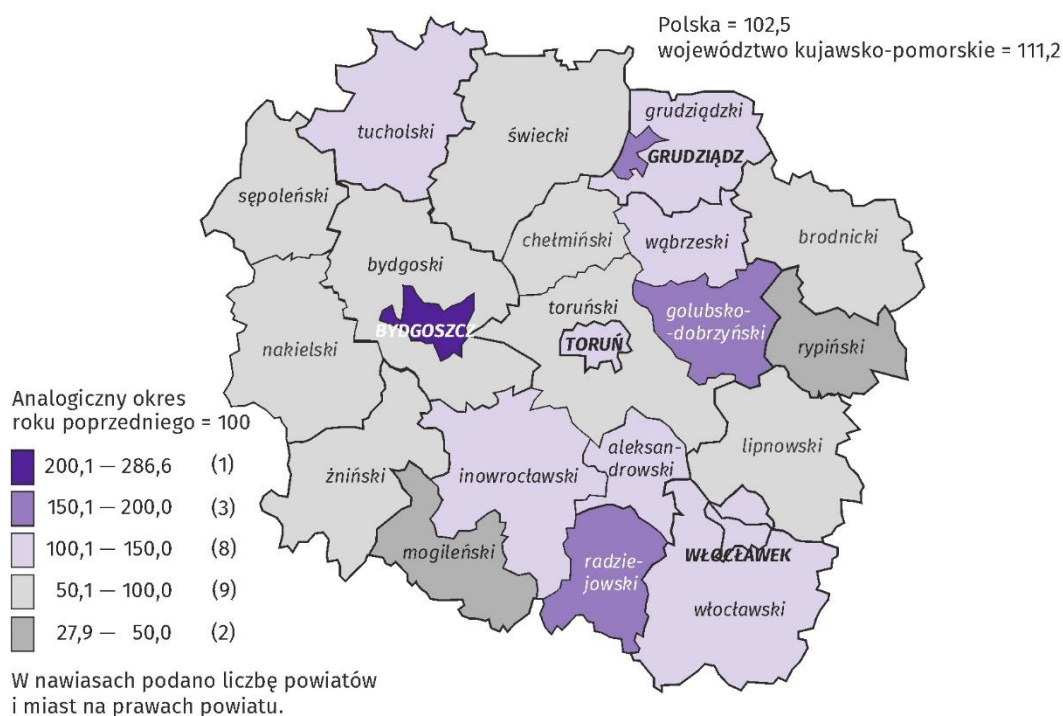 Polska = 102,5
województwo kujawsko-pomorskie = 111,2
tucholski
świecki
grudziądzki
GRUDZIĄDZ
sępoleński
chełmiński
wąbrzeski
brodnicki
bydgoski
BYDGOSZCZ
toruński
TORUŃ
golubsko-
-dobrzyński
rypiński
nakielski
żniński
inowrocławski
aleksan-
drowski
lipnowski
mogileński
radzie-
jowski
WŁOCŁAWEK
włocławski
Analogiczny okres
roku poprzedniego = 100
200,1 — 286,6 (1)
150,1 — 200,0 (3)
100,1 — 150,0 (8)
50,1 — 100,0 (9)
27,9 — 50,0 (2)
W nawiasach podano liczbę powiatów
i miast na prawach powiatu.